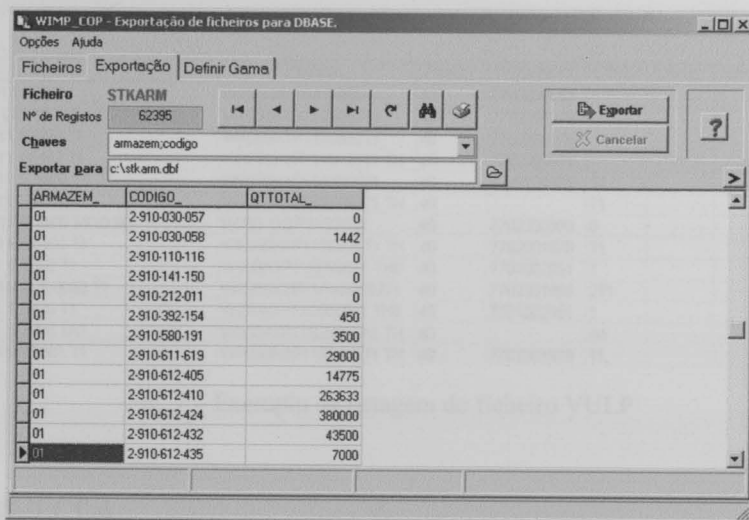 WIMP_COP - Exportação de ficheiros para DBASE.
Opções Ajuda
Ficheiros Exportação Definir Gama
Ficheiro STKARM
Nº de Registos 62395
Exportar
Cancelar
?
Chaves armazem;codigo
Exportar para c:\stkarm.dbf
>
ARMAZEM_ CODIGO_ QTTOTAL_
01 2-910-030-057 0
01 2-910-030-058 1442
01 2-910-110-116 0
01 2-910-141-150 0
01 2-910-212-011 0
01 2-910-392-154 450
01 2-910-580-191 3500
01 2-910-611-619 29000
01 2-910-612-405 14775
01 2-910-612-410 263633
01 2-910-612-424 380000
01 2-910-612-432 43500
01 2-910-612-435 7000